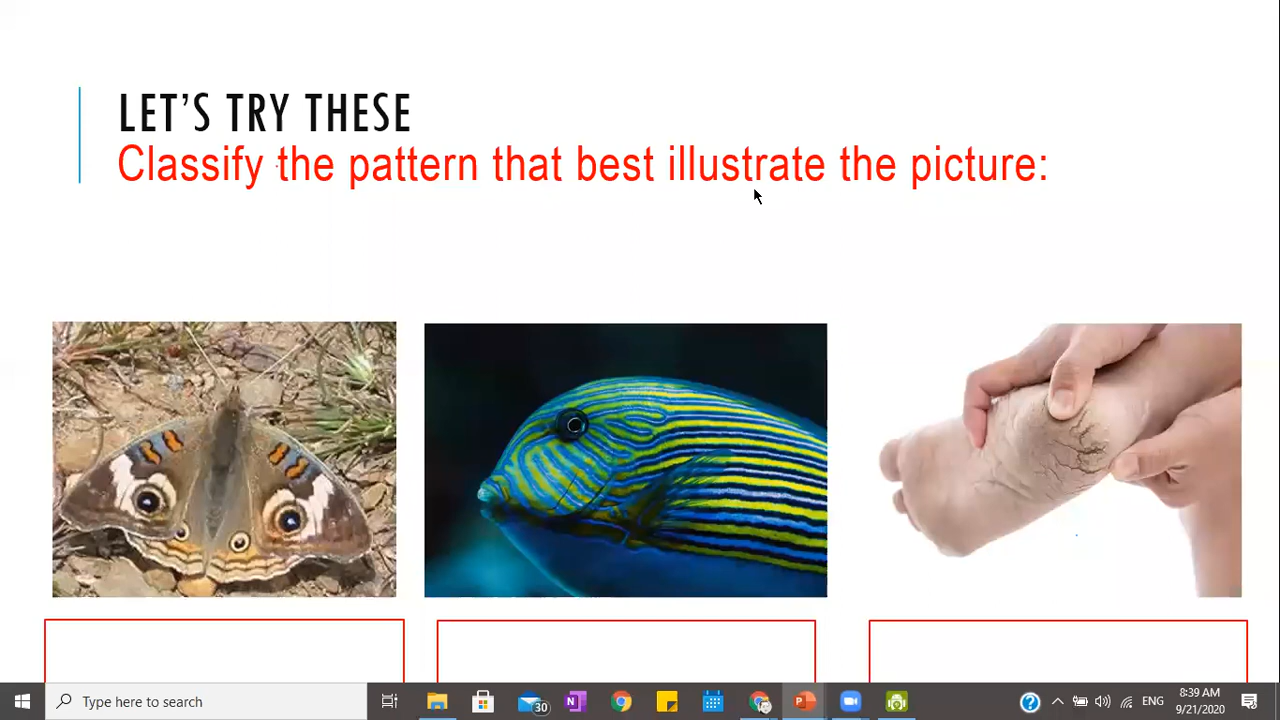 LET'S TRY THESE
Classify the pattern that best illustrate the picture:
Type here to search
30
ENG
8:39 AM
9/21/2020